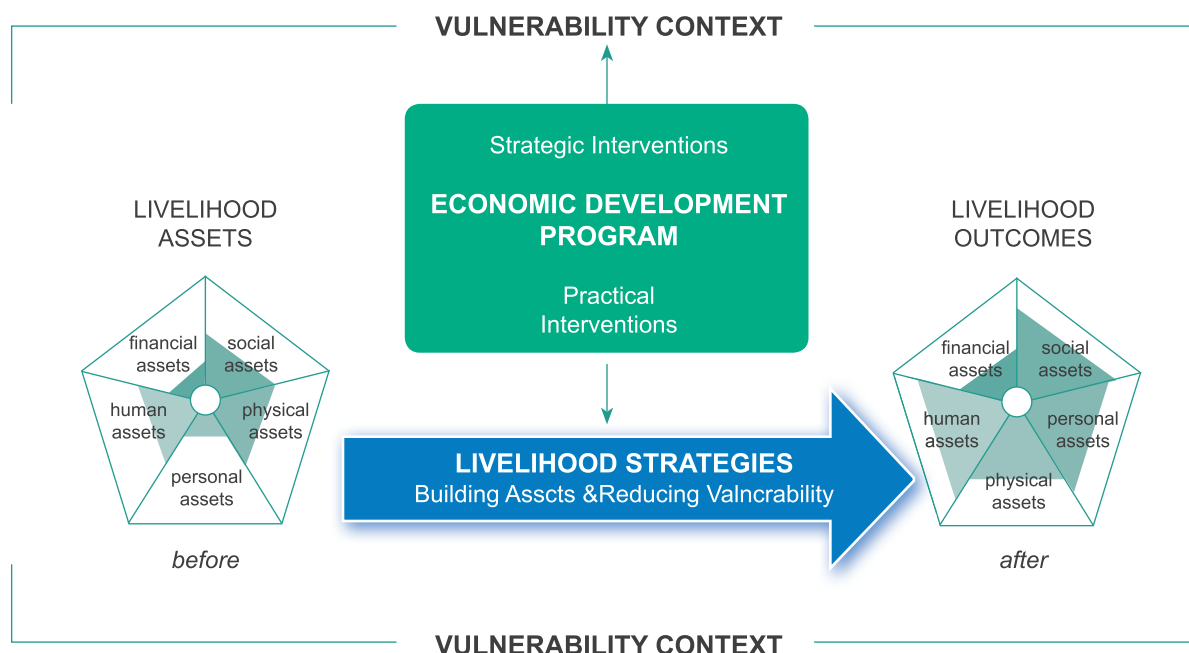 VULNERABILITY CONTEXT
Strategic Interventions
ECONOMIC DEVELOPMENT
PROGRAM
Practical
Interventions
LIVELIHOOD
ASSETS
financial
assets
social
assets
human
assets
physical
assets
personal
assets
before
LIVELIHOOD STRATEGIES
Building Asscts &Reducing Valncrability
LIVELIHOOD
OUTCOMES
financial
assets
social
assets
human
assets
personal
assets
physical
assets
after
VULNERABILITY CONTEXT